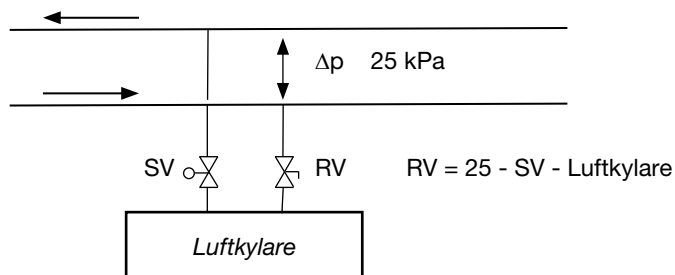 Δp 25 kPa
SV RV RV = 25 - SV - Luftkylare
Luftkylare